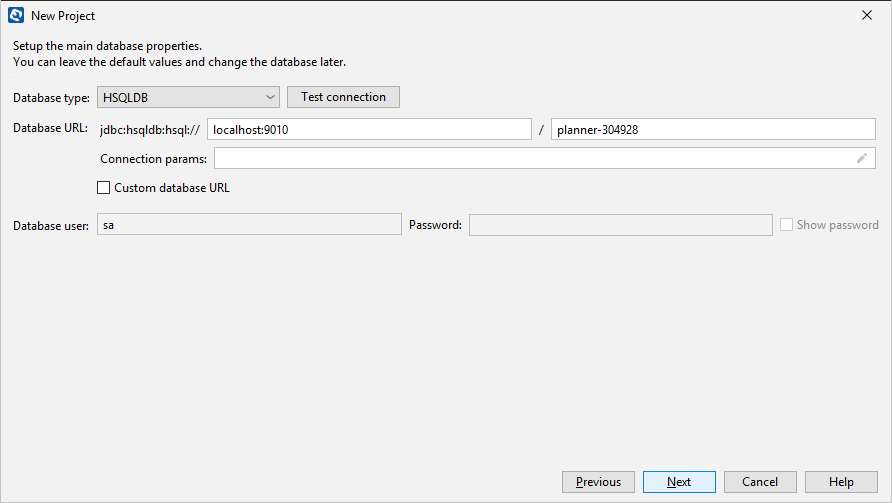 New Project
Setup the main database properties.
You can leave the default values and change the database later.
Database type: HSQLDB Test connection
Database URL: jdbc:hsqldb:hsql:// localhost:9010 / planner-304928
Connection params:
Custom database URL
Database user: sa Password: Show password
Previous Next Cancel Help